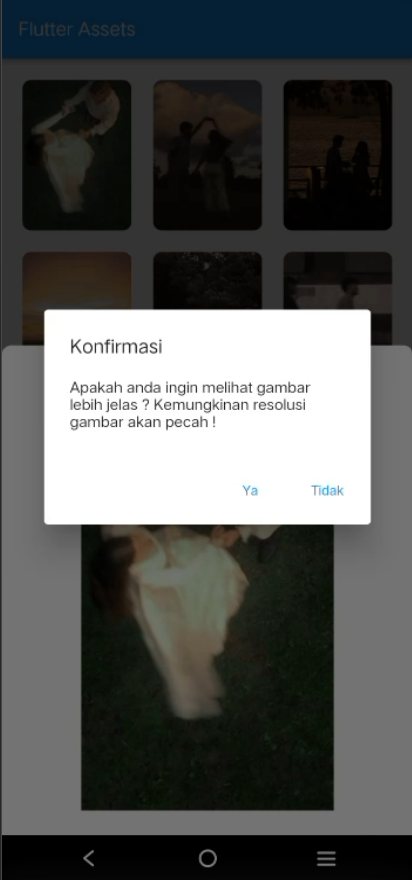 Flutter Assets
Konfirmasi
Apakah anda ingin melihat gambar
lebih jelas ? Kemungkinan resolusi
gambar akan pecah !
Ya Tidak